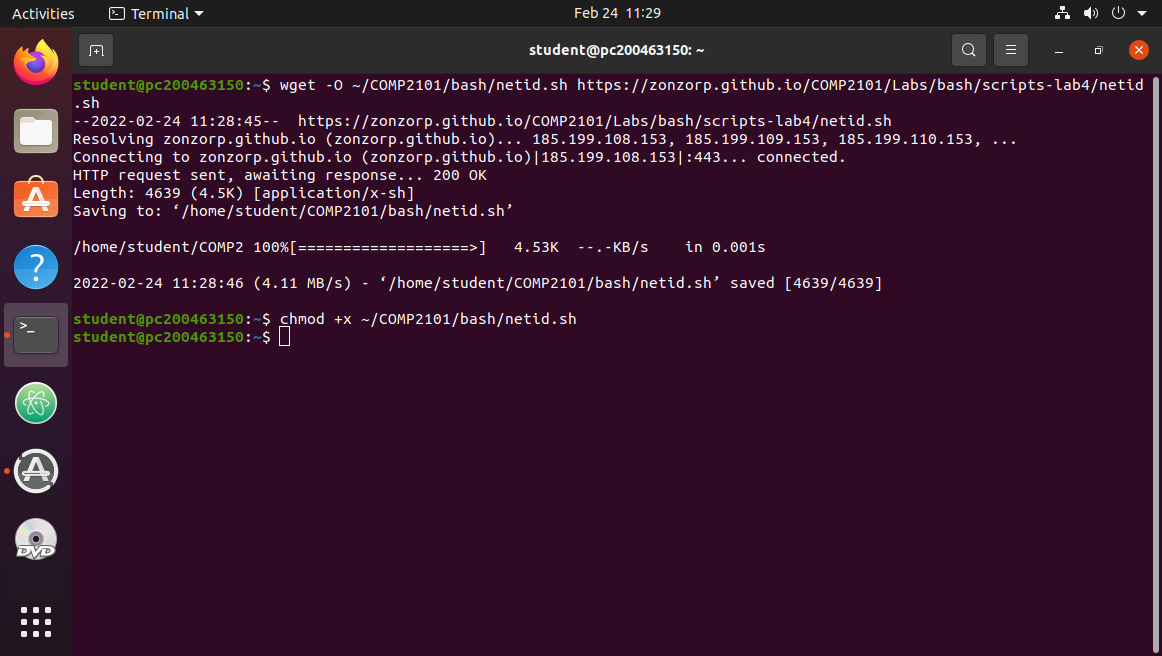 Activities
Terminal
Feb 24 11:29
student@pc200463150: ~
student@pc200463150:~$ wget -O ~/COMP2101/bash/netid.sh https://zonzorp.github.io/COMP2101/Labs/bash/scripts-lab4/netid
.sh
--2022-02-24 11:28:45--  https://zonzorp.github.io/COMP2101/Labs/bash/scripts-lab4/netid.sh
Resolving zonzorp.github.io (zonzorp.github.io)... 185.199.108.153, 185.199.109.153, 185.199.110.153, ...
Connecting to zonzorp.github.io (zonzorp.github.io)|185.199.108.153|:443... connected.
HTTP request sent, awaiting response... 200 OK
Length: 4639 (4.5K) [application/x-sh]
Saving to: ‘/home/student/COMP2101/bash/netid.sh’
/home/student/COMP2 100%[===================>]   4.53K  --.-KB/s    in 0.001s
2022-02-24 11:28:46 (4.11 MB/s) - ‘/home/student/COMP2101/bash/netid.sh’ saved [4639/4639]
student@pc200463150:~$ chmod +x ~/COMP2101/bash/netid.sh
student@pc200463150:~$
>_
?
DVD